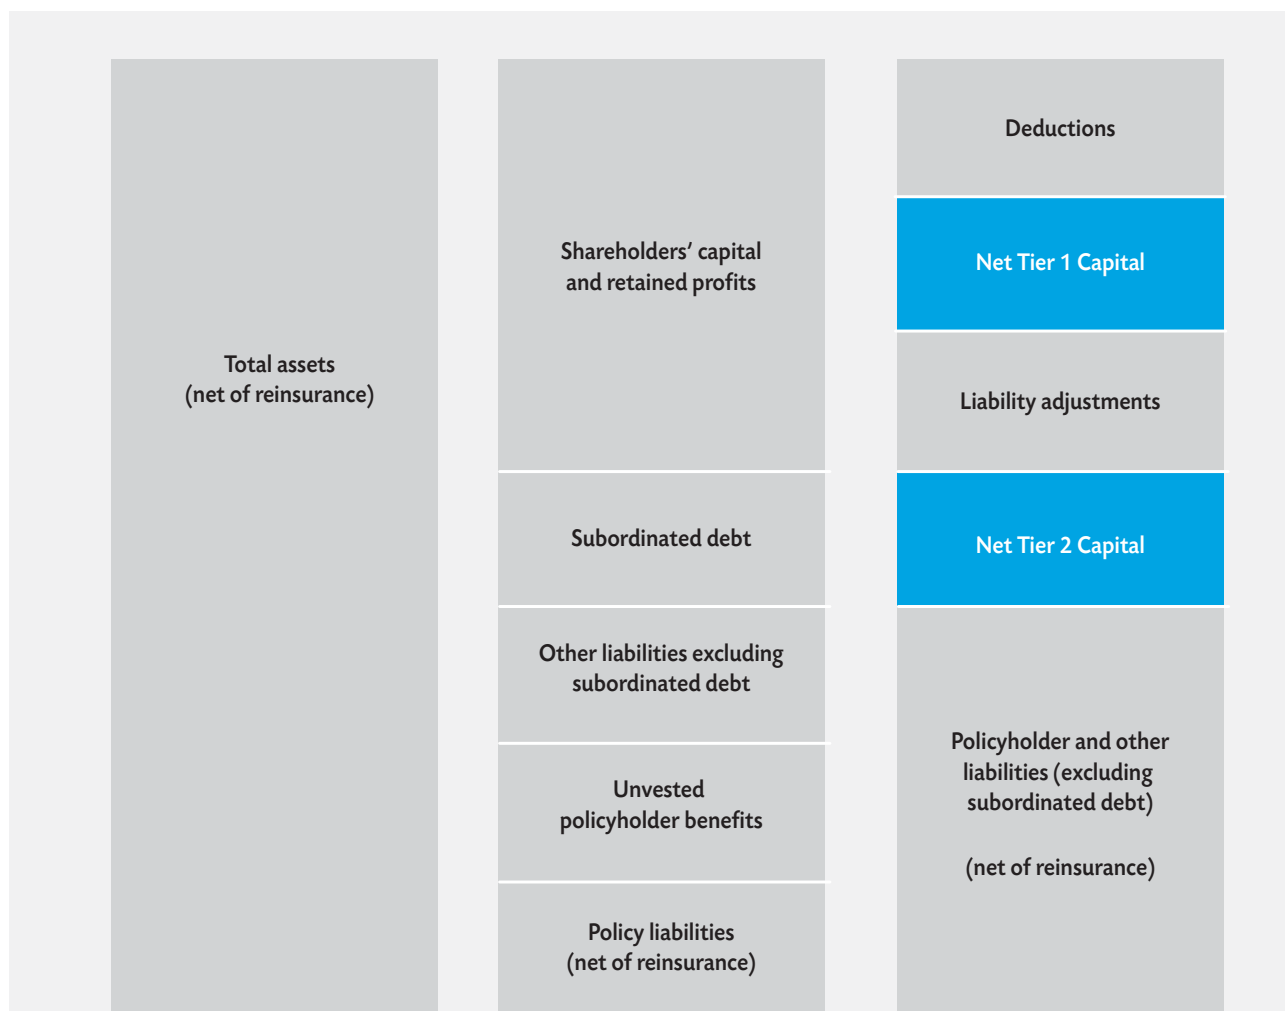 Total assets
(net of reinsurance)
Shareholders’ capital
and retained profits
Subordinated debt
Other liabilities excluding
subordinated debt
Unvested
policyholder benefits
Policy liabilities
(net of reinsurance)
Deductions
Net Tier 1 Capital
Liability adjustments
Net Tier 2 Capital
Policyholder and other
liabilities (excluding
subordinated debt)
(net of reinsurance)